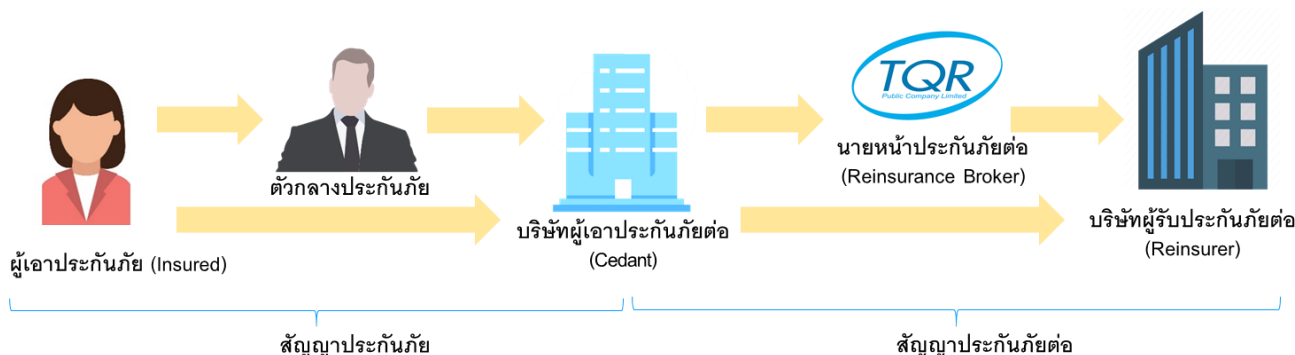 TQR
Public Company Limited
นายหน้าประกันภัยต่อ
(Reinsurance Broker)
ตัวกลางประกันภัย
บริษัทผู้เอาประกันภัยต่อ
(Cedant)
บริษัทผู้รับประกันภัยต่อ
(Reinsurer)
ผู้เอาประกันภัย (Insured)
สัญญาประกันภัย
สัญญาประกันภัยต่อ